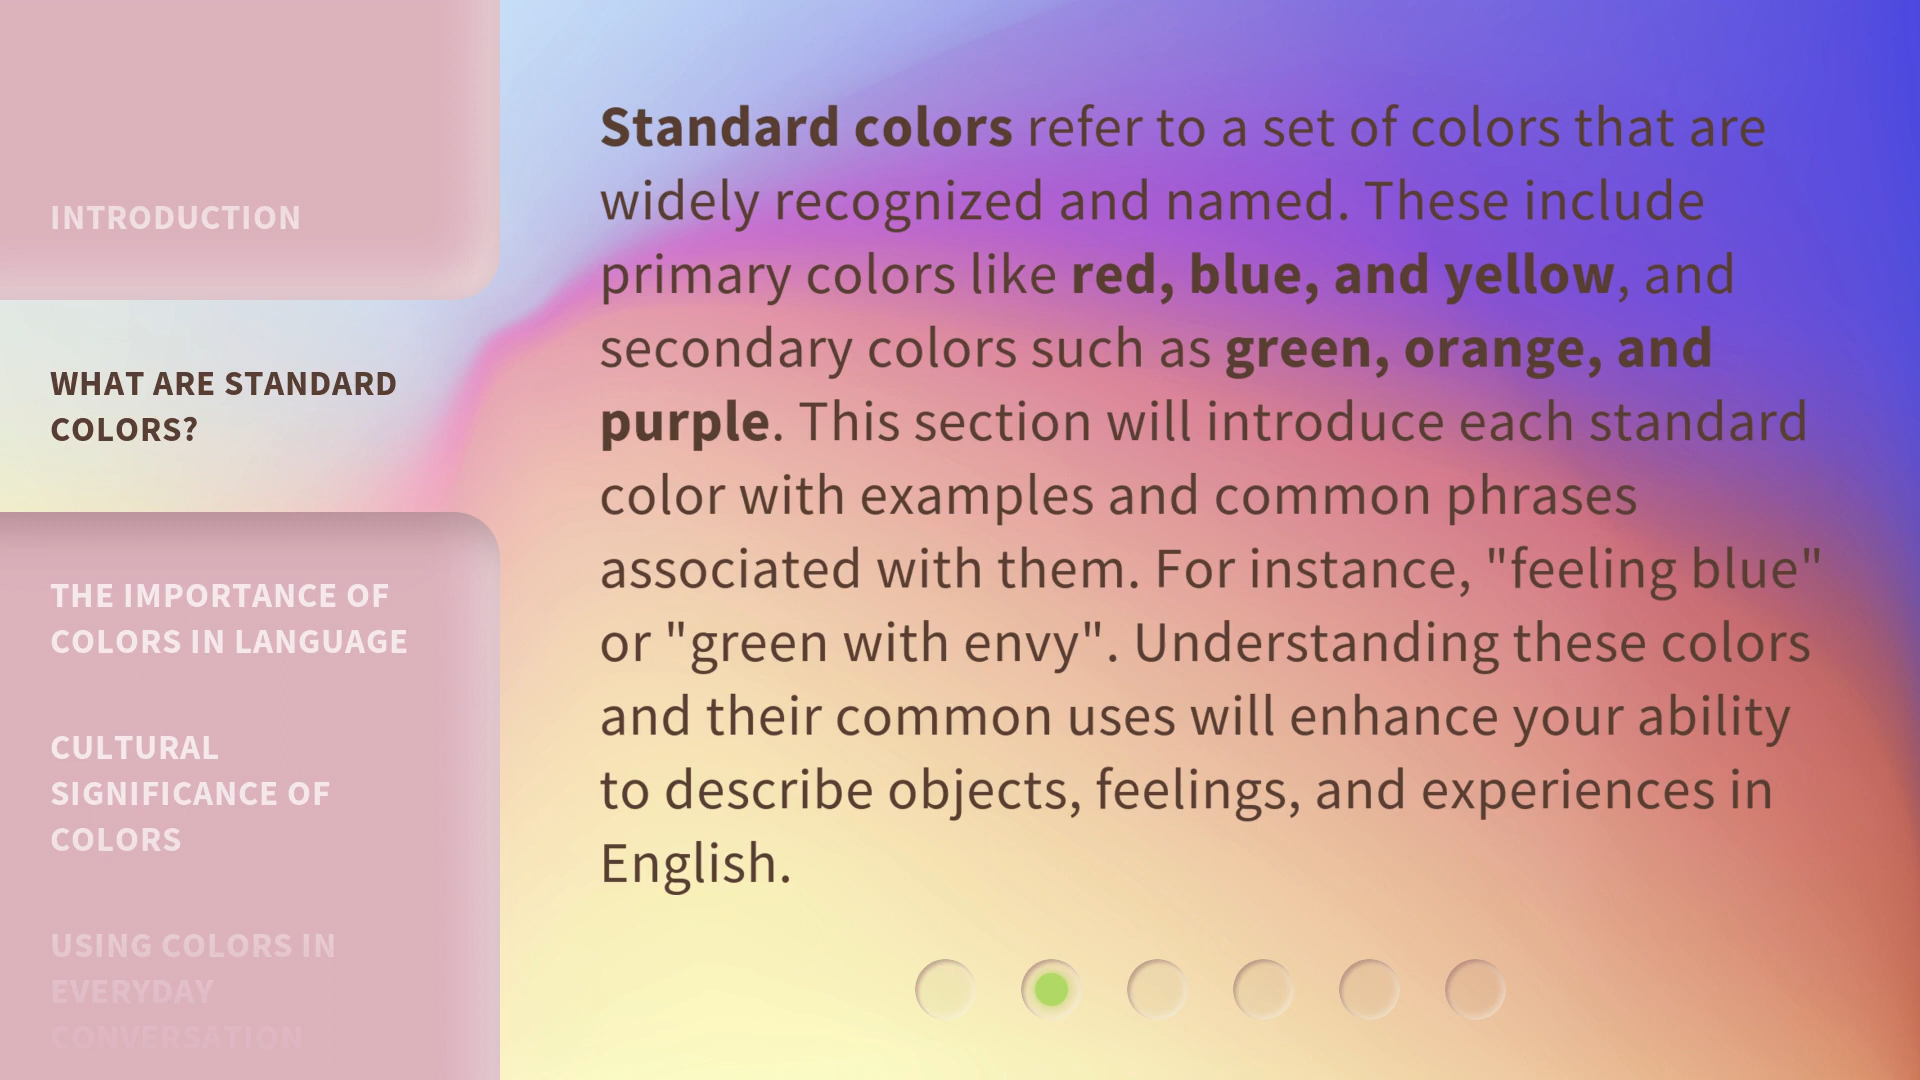 INTRODUCTION
WHAT ARE STANDARD
COLORS?
THE IMPORTANCE OF
COLORS IN LANGUAGE
CULTURAL
SIGNIFICANCE OF
COLORS
USING COLORS IN
EVERYDAY
CONVERSATION
Standard colors refer to a set of colors that are
widely recognized and named. These include
primary colors like red, blue, and yellow, and
secondary colors such as green, orange, and
purple. This section will introduce each standard
color with examples and common phrases
associated with them. For instance, "feeling blue"
or "green with envy". Understanding these colors
and their common uses will enhance your ability
to describe objects, feelings, and experiences in
English.